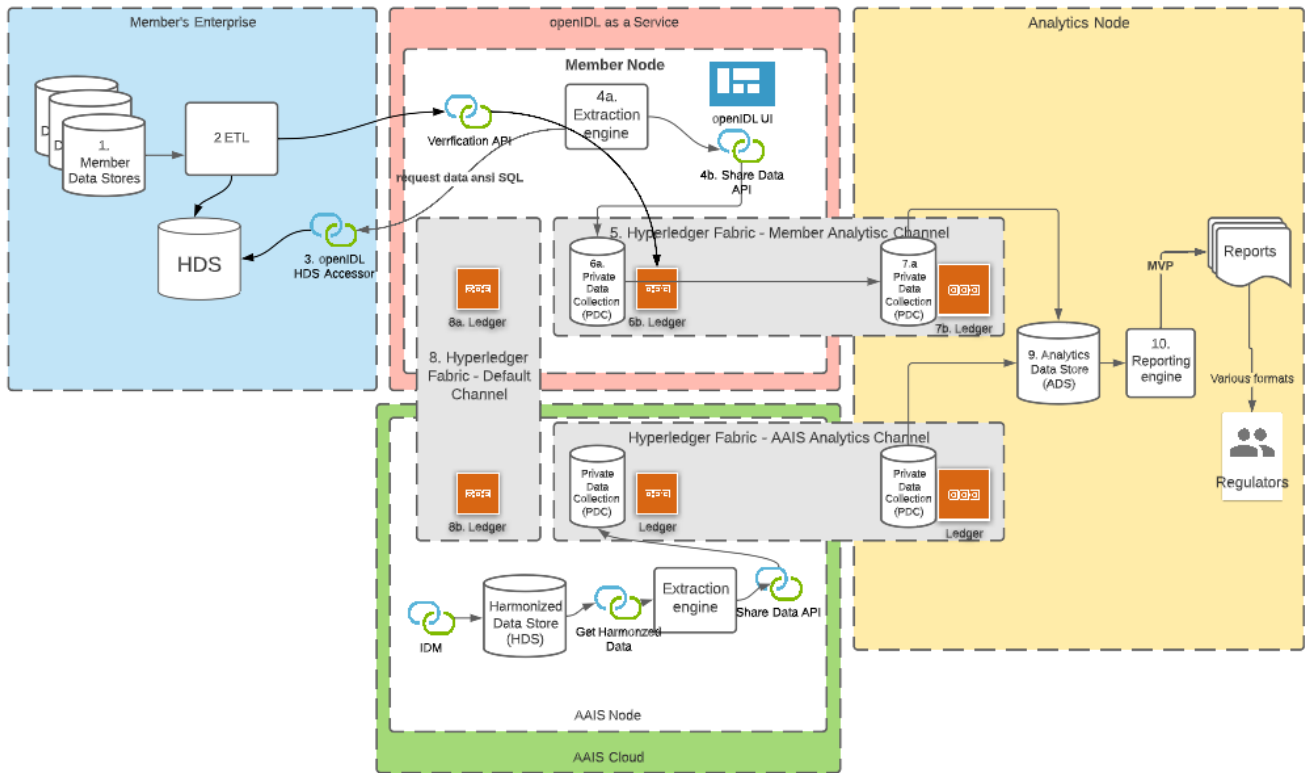 Member's Enterprise
openIDL as a Service
Analytics Node
Member Node
D
D
1.
Member
Data Stores
2 ETL
HDS
3. openIDL
HDS Accessor
Verrfication API
4a.
Extraction
engine
openIDL UI
4b. Share Data
API
request data ansi SQL
5. Hyperledger Fabric - Member Analytisc Channel
6a.
Private
Data
Collection
(PDC)
6b. Ledger
7.a
Private
Data
Collection
(PDC)
7b. Ledger
8a. Ledger
8. Hyperledger
Fabric - Default
Channel
8b. Ledger
Hyperledger Fabric - AAIS Analytics Channel
Private
Data
Collection
(PDC)
Ledger
Private
Data
Collection
(PDC)
Ledger
9. Analytics
Data Store
(ADS)
10.
Reporting
engine
MVP
Reports
Various formats
Regulators
IDM
Harmonized
Data Store
(HDS)
Get Harmonzed
Data
Extraction
engine
Share Data API
AAIS Node
AAIS Cloud